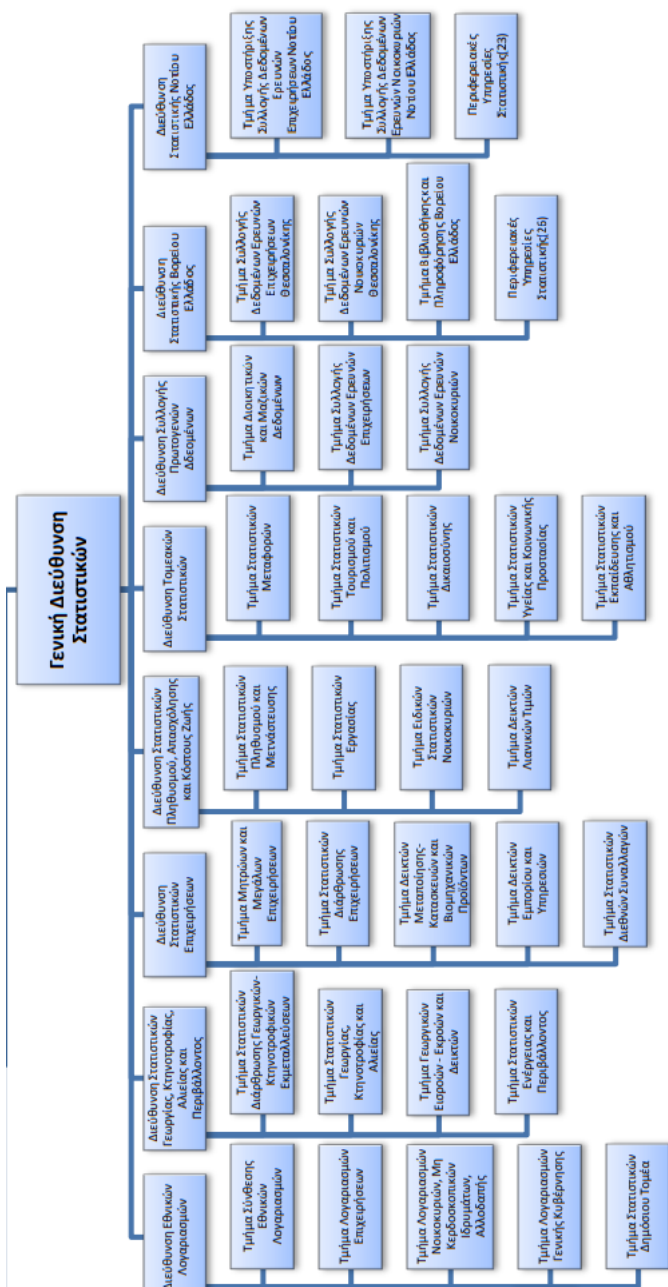 Γενική Διεύθυνση
Στατιστικών
Διεύθυνση Εθνικών
Λογαριασμών
Τμήμα Σύνθεσης
Εθνικών
Λογαριασμών
Τμήμα Λογαριασμών
Επιχειρήσεων
Τμήμα Λογαριασμών
Νοικοκυριών, Μη
Κερδοσκοπικών
Ιδρυμάτων,
Αλλοδαπής
Τμήμα Λογαριασμών
Γενικής Κυβέρνησης
Τμήμα Στατιστικών
Δημόσιου Τομέα
Διεύθυνση Στατιστικών
Γεωργίας, Κτηνοτροφίας,
Αλιείας και
Περιβάλλοντος
Τμήμα Στατιστικών
Διάρθρωσης Γεωργικών-
Κτηνοτροφικών
Εκμεταλλεύσεων
Τμήμα Στατιστικών
Γεωργίας,
Κτηνοτροφίας και
Αλιείας
Τμήμα Γεωργικών
Εισροών - Εκροών και
Δεικτών
Τμήμα Στατιστικών
Ενέργειας και
Περιβάλλοντος
Διεύθυνση
Στατιστικών
Επιχειρήσεων
Τμήμα Μητρώων και
Μεγάλων
Επιχειρήσεων
Τμήμα Στατιστικών
Διάρθρωσης
Επιχειρήσεων
Τμήμα Δεικτών
Μεταποίησης-
Κατασκευών και
Βιομηχανικών
Προϊόντων
Τμήμα Δεικτών
Εμπορίου και
Υπηρεσιών
Τμήμα Στατιστικών
Διεθνών Συναλλαγών
Διεύθυνση Στατιστικών
Πληθυσμού, Απασχόλησης
και Κόστους Ζωής
Τμήμα Στατιστικών
Πληθυσμού και
Μετνάστευσης
Τμήμα Στατιστικών
Εργασίας
Τμήμα Ειδικών
Στατιστικών
Νοικοκυριών
Τμήμα Δεικτών
Λιανικών Τιμών
Διεύθυνση Τομεακών
Στατιστικών
Τμήμα Στατιστικών
Μεταφορών
Τμήμα Στατιστικών
Τουρισμού και
Πολιτισμού
Τμήμα Στατιστικών
Δικαιοσύνης
Τμήμα Στατιστικών
Υγείας και Κοινωνικής
Προστασίας
Τμήμα Στατιστικών
Εκπαίδευσης και
Αθλητισμού
Διεύθυνση Συλλογής
Πρωτογενών
Δδεομένων
Τμήμα Διοικητικών
και Μαζικών
Δεδομένων
Τμήμα Συλλογής
Δεδομένων Ερευνών
Επιχειρήσεων
Τμήμα Συλλογής
Δεδομένων Ερευνών
Νοικοκυριών
Διεύθυνση
Στατιστικής Βορείου
Ελλάδος
Τμήμα Συλλογής
Δεδομένων Ερευνών
Επιχειρήσεων
Θεσσαλονίκης
Τμήμα Συλλογής
Δεδομένων Ερευνών
Νοικοκυριών
Θεσσαλονίκης
Τμήμα Βιβλιοθήκης και
Πληροφόρησης Βορείου
Ελλάδος
Περιφερειακές
Υπηρεσίες
Στατιστικής(26)
Διεύθυνση
Στατιστικής Νοτίου
Ελλάδος
Τμήμα Υποστήριξης
Συλλογής Δεδομένων
Ερευνών
Επιχειρήσεων Νοτίου
Ελλάδος
Τμήμα Υποστήριξης
Συλλογής Δεδομένων
Ερευνών Νοικοκυριών
Νοτίου Ελλάδος
Περιφερειακές
Υπηρεσίες
Στατιστικής(23)